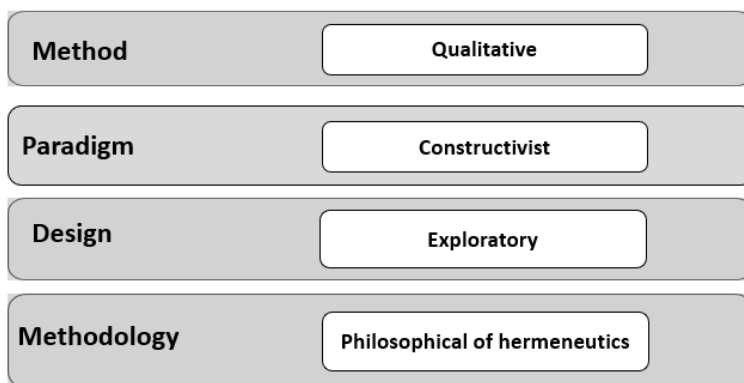 Method
Qualitative
Paradigm
Constructivist
Design
Exploratory
Methodology
Philosophical of hermeneutics